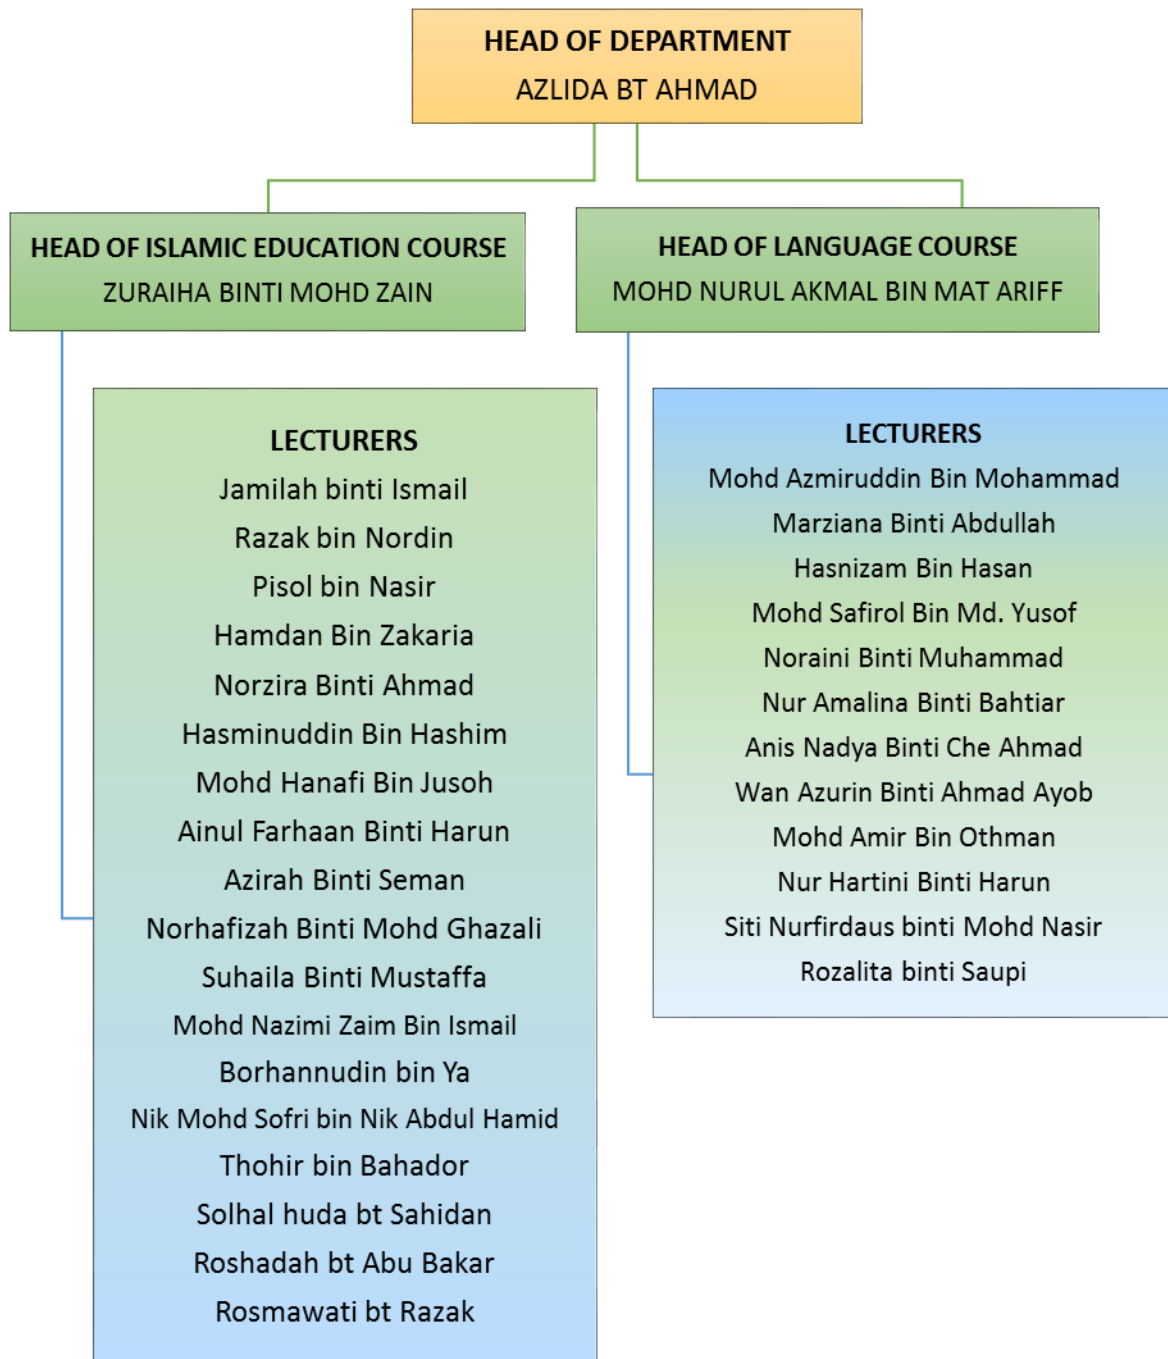 HEAD OF DEPARTMENT
AZLIDA BT AHMAD
HEAD OF ISLAMIC EDUCATION COURSE
ZURAIHA BINTI MOHD ZAIN
HEAD OF LANGUAGE COURSE
MOHD NURUL AKMAL BIN MAT ARIFF
LECTURERS
Jamilah binti Ismail
Razak bin Nordin
Pisol bin Nasir
Hamdan Bin Zakaria
Norzira Binti Ahmad
Hasminuddin Bin Hashim
Mohd Hanafi Bin Jusoh
Ainul Farhaan Binti Harun
Azirah Binti Seman
Norhafizah Binti Mohd Ghazali
Suhaila Binti Mustaffa
Mohd Nazimi Zaim Bin Ismail
Borhannudin bin Ya
Nik Mohd Sofri bin Nik Abdul Hamid
Thohir bin Bahador
Solhal huda bt Sahidan
Roshadah bt Abu Bakar
Rosmawati bt Razak
LECTURERS
Mohd Azmiruddin Bin Mohammad
Marziana Binti Abdullah
Hasnizam Bin Hasan
Mohd Safirol Bin Md. Yusof
Noraini Binti Muhammad
Nur Amalina Binti Bahtiar
Anis Nadya Binti Che Ahmad
Wan Azurin Binti Ahmad Ayob
Mohd Amir Bin Othman
Nur Hartini Binti Harun
Siti Nurfirdaus binti Mohd Nasir
Rozalita binti Saupi